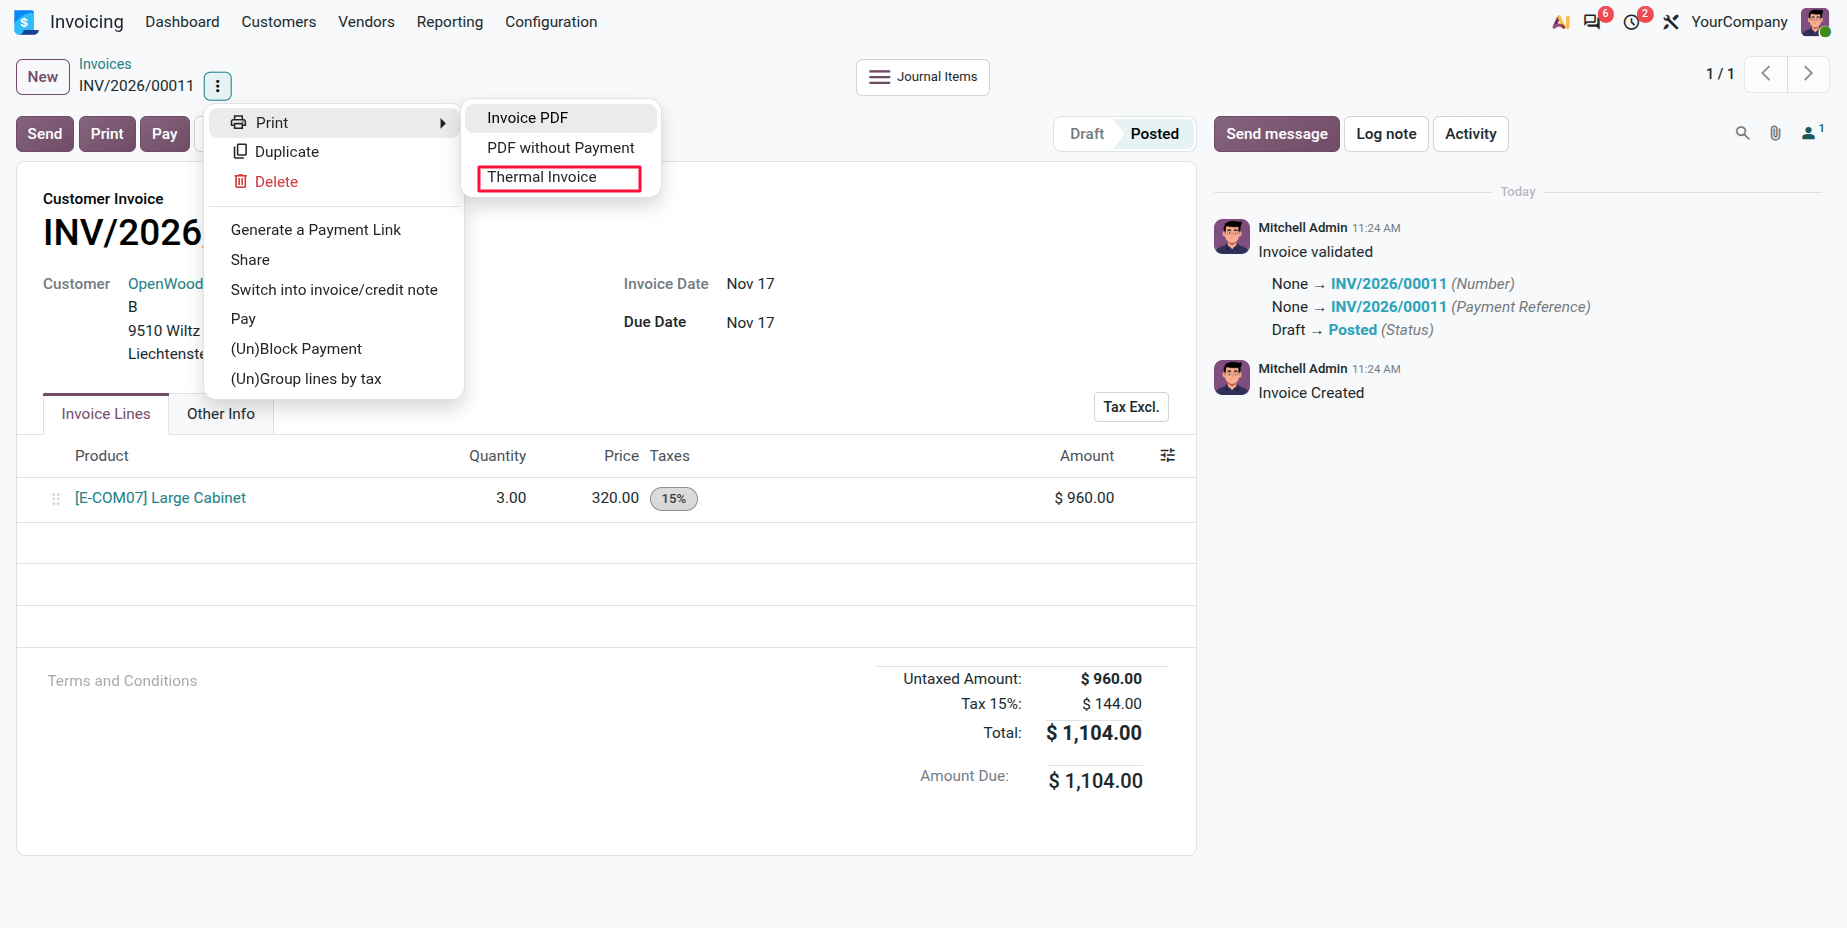 Invoicing Dashboard Customers Vendors Reporting Configuration
AI 6 2 YourCompany
New
Invoices
INV/2026/00011
Journal Items
1 / 1
Send Print Pay
Print
Duplicate
Delete
Generate a Payment Link
Share
Switch into invoice/credit note
Pay
(Un)Block Payment
(Un)Group lines by tax
Invoice PDF
PDF without Payment
Thermal Invoice
Draft Posted
Send message Log note Activity
1
Customer Invoice
INV/2026
Customer OpenWood
B
9510 Wiltz
Liechtenste
Invoice Date Nov 17
Due Date Nov 17
Invoice Lines Other Info
Tax Excl.
Product Quantity Price Taxes Amount
[E-COM07] Large Cabinet 3.00 320.00 15% $ 960.00
Terms and Conditions
Untaxed Amount: $ 960.00
Tax 15%: $ 144.00
Total: $ 1,104.00
Amount Due: $ 1,104.00
Today
Mitchell Admin 11:24 AM
Invoice validated
None → INV/2026/00011 (Number)
None → INV/2026/00011 (Payment Reference)
Draft → Posted (Status)
Mitchell Admin 11:24 AM
Invoice Created